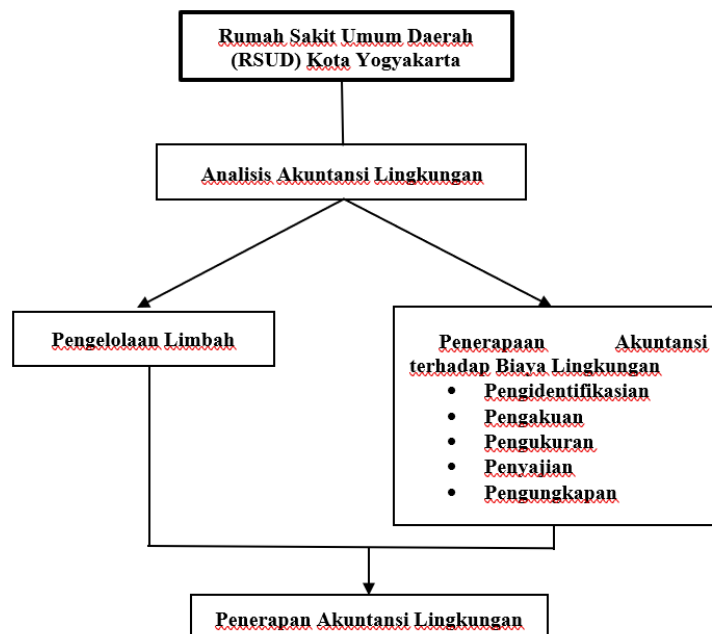 Rumah Sakit Umum Daerah
(RSUD) Kota Yogyakarta
Analisis Akuntansi Lingkungan
Pengelolaan Limbah
Penerapaan Akuntansi
terhadap Biaya Lingkungan
• Pengidentifikasian
• Pengakuan
• Pengukuran
• Penyajian
• Pengungkapan
Penerapan Akuntansi Lingkungan